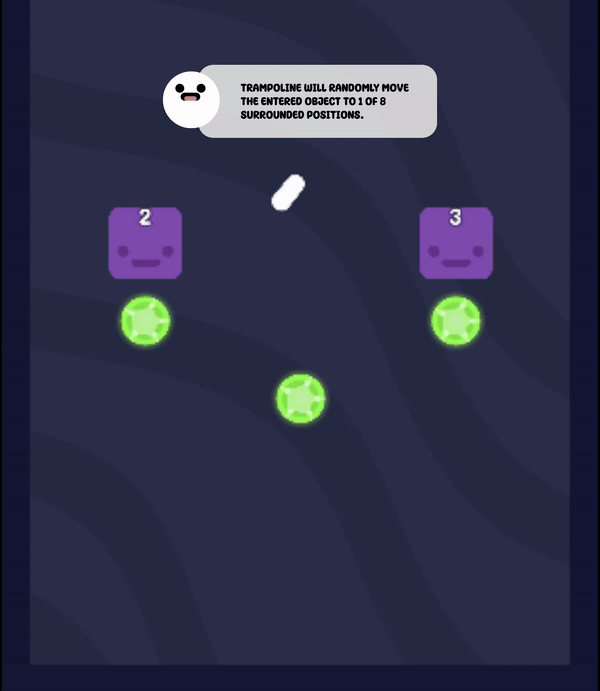 TRAMPOLINE WILL RANDOMLY MOVE
THE ENTERED OBJECT TO 1 OF 8
SURROUNDED POSITIONS.
2
3